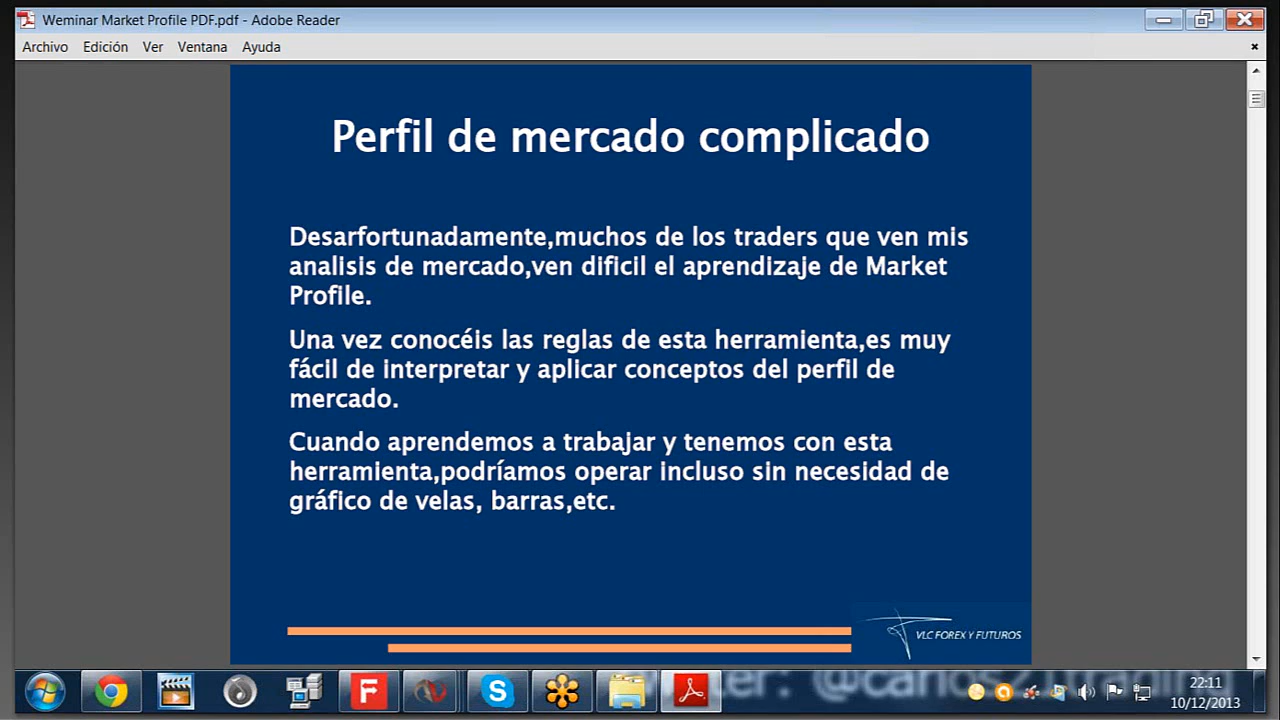 Weminar Market Profile PDF.pdf - Adobe Reader
Archivo Edición Ver Ventana Ayuda
Perfil de mercado complicado
Desarfortunadamente,muchos de los traders que ven mis
analisis de mercado,ven dificil el aprendizaje de Market
Profile.
Una vez conocéis las reglas de esta herramienta,es muy
fácil de interpretar y aplicar conceptos del perfil de
mercado.
Cuando aprendemos a trabajar y tenemos con esta
herramienta,podríamos operar incluso sin necesidad de
gráfico de velas, barras,etc.
VLC FOREX Y FUTUROS
22:11
10/12/2013